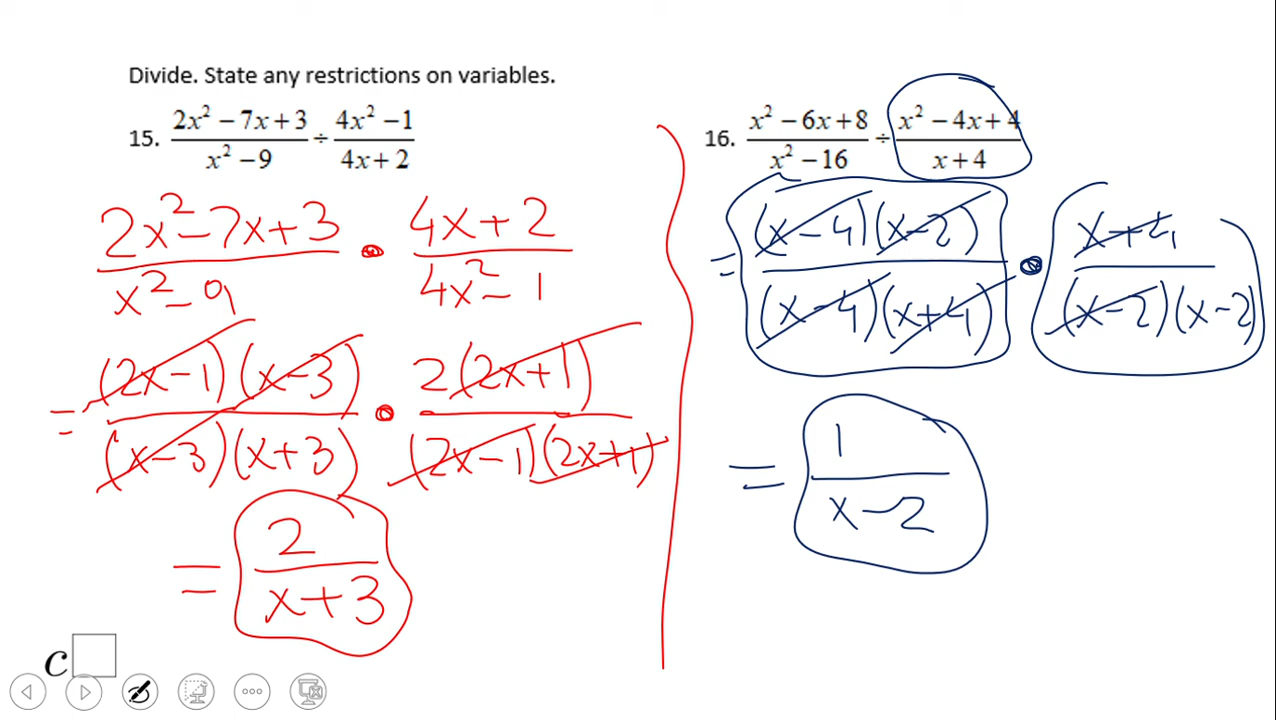 Divide. State any restrictions on variables.
15. (2x² − 7x + 3)/(x² − 9) ÷ (4x² − 1)/(4x + 2)
(2x² − 7x + 3)/(x² − 9) • (4x + 2)/(4x² − 1)
= ((2x − 1)(x − 3))/((x − 3)(x + 3)) • (2(2x + 1))/((2x − 1)(2x + 1))
= 2/(x + 3)
16. (x² − 6x + 8)/(x² − 16) ÷ (x² − 4x + 4)/(x + 4)
= ((x − 4)(x − 2))/((x − 4)(x + 4)) • (x + 4)/((x − 2)(x − 2))
= 1/(x − 2)
c